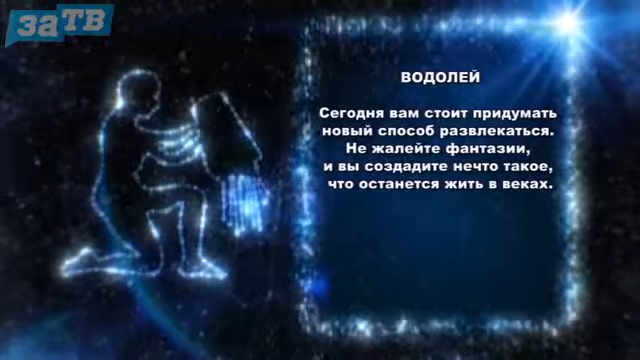 заТВ
ВОДОЛЕЙ
Сегодня вам стоит придумать
новый способ развлекаться.
Не жалейте фантазии,
и вы создадите нечто такое,
что останется жить в веках.